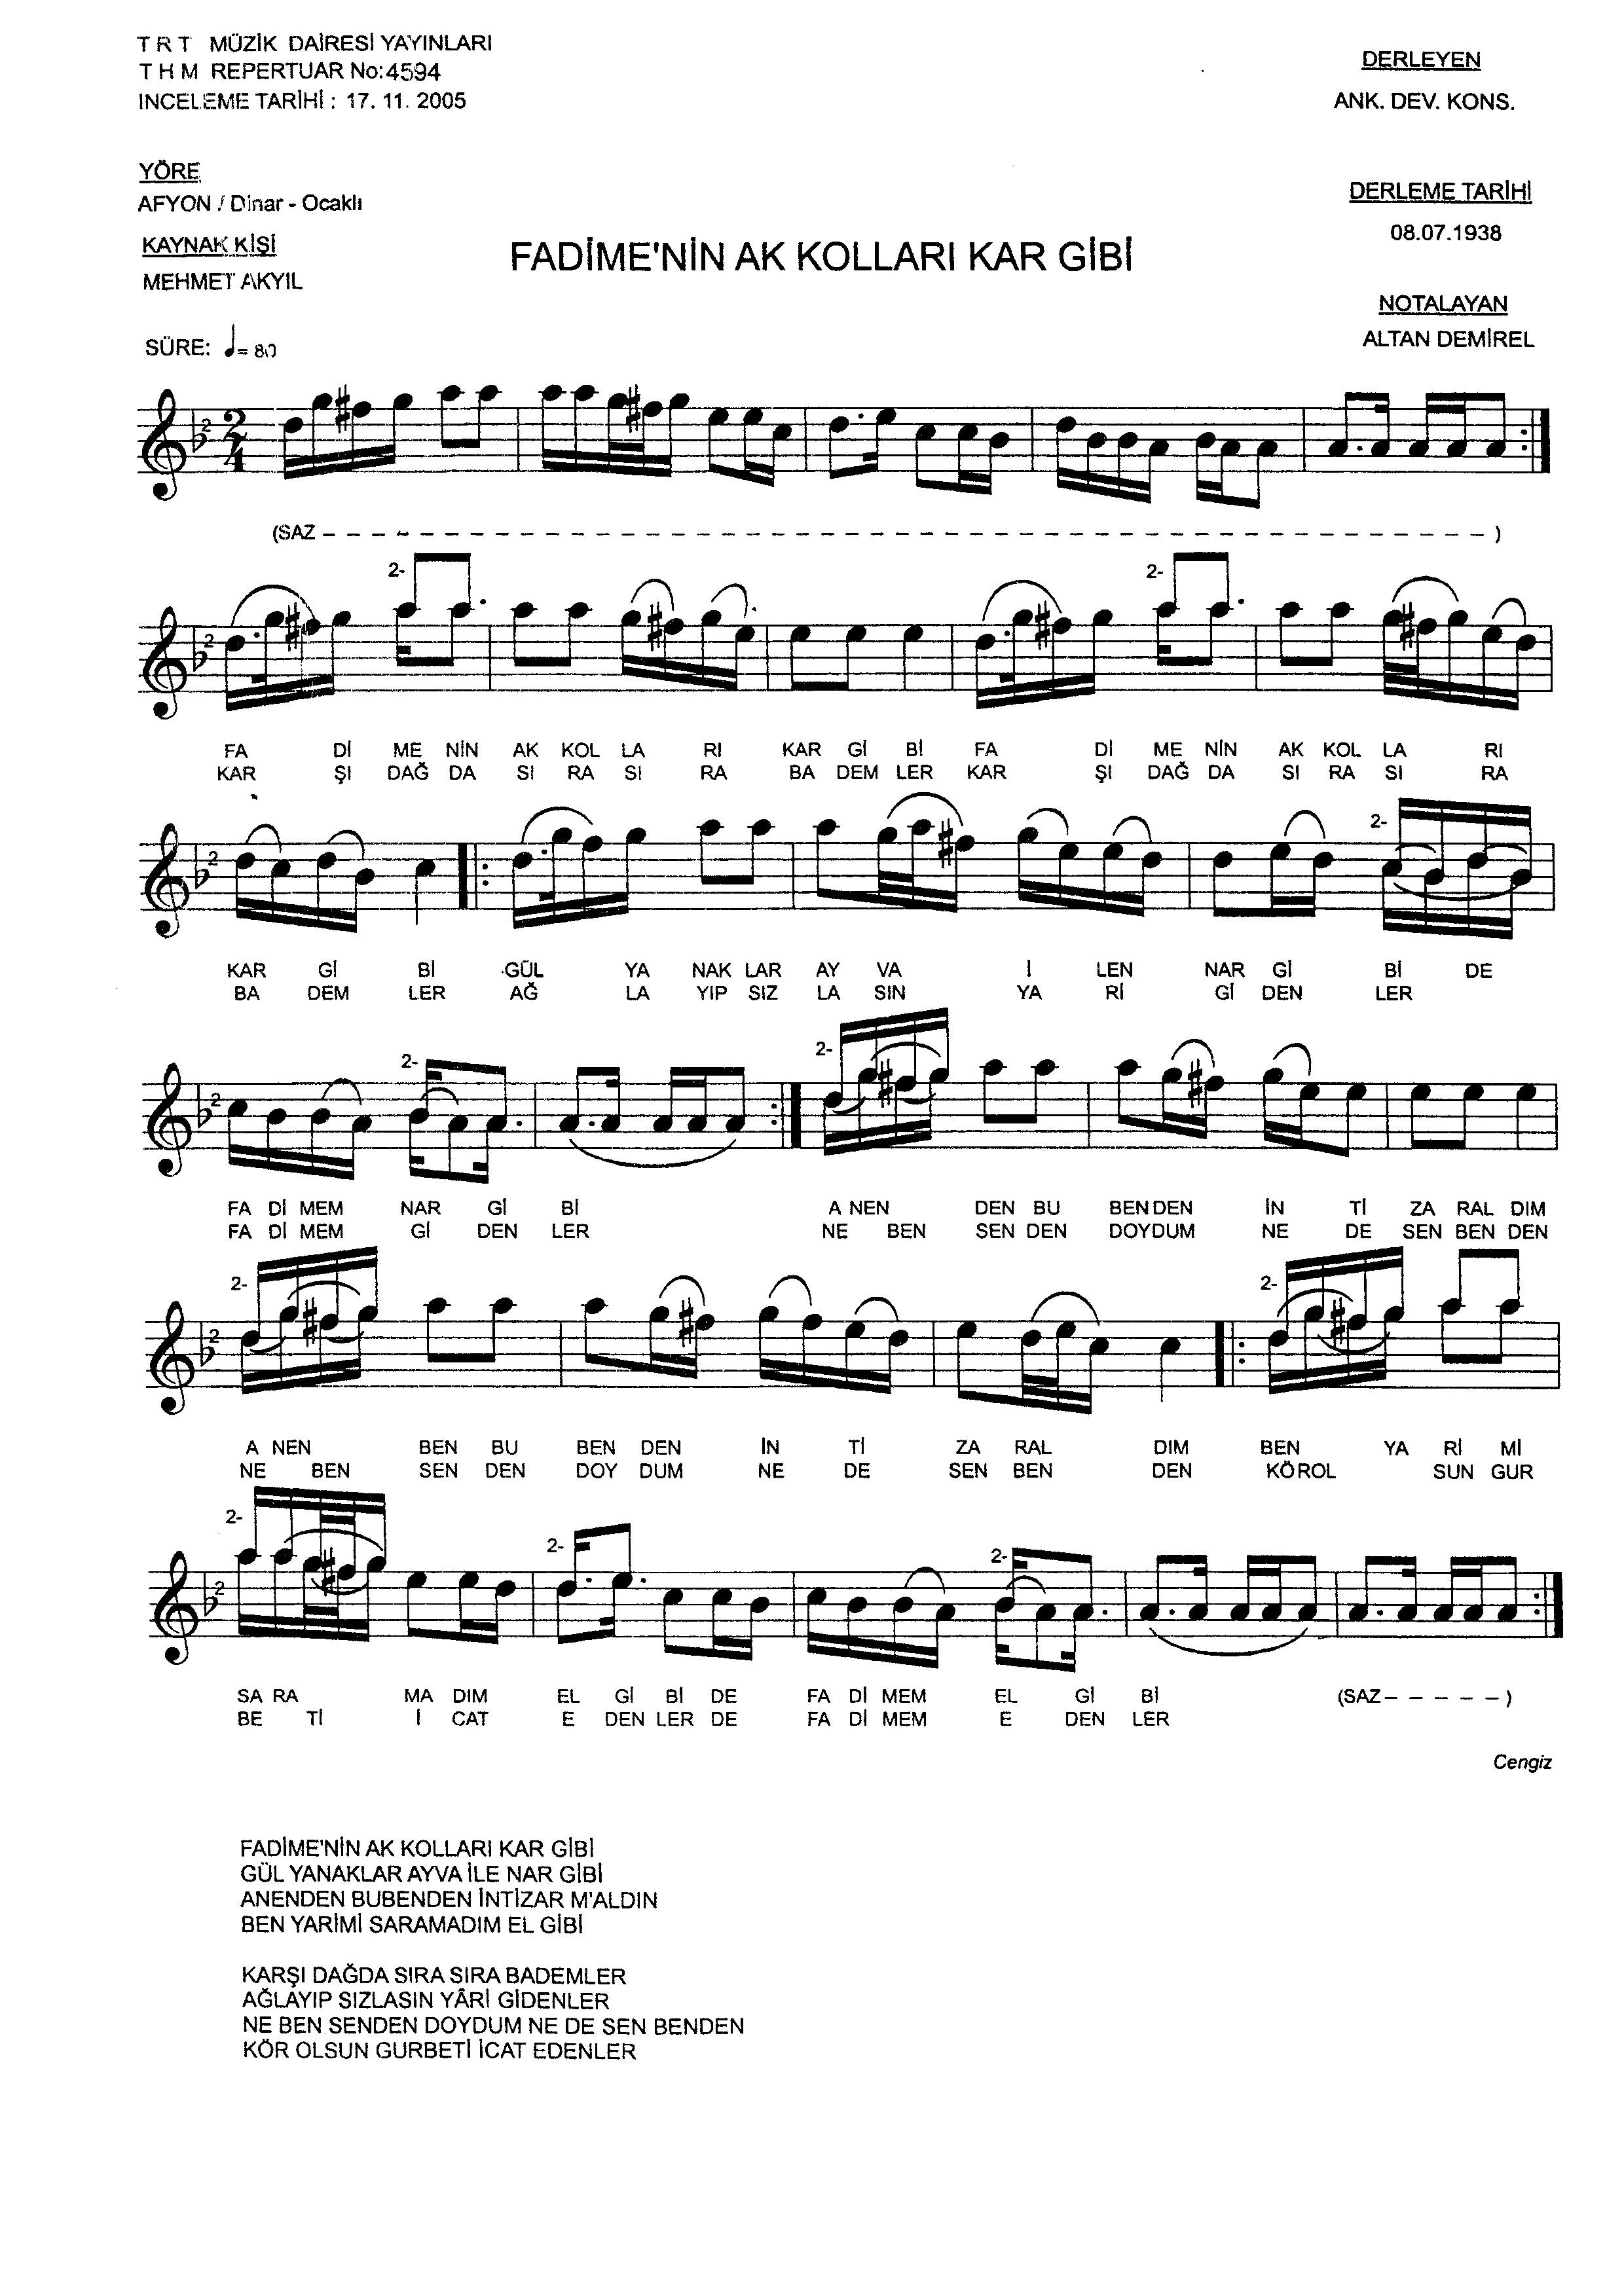 T R T MÜZİK DAİRESİ YAYINLARI
T H M REPERTUAR No:4594
INCELEME TARİHİ : 17. 11. 2005
DERLEYEN
ANK. DEV. KONS.
YÖRE
AFYON / Dinar - Ocaklı
DERLEME TARİHİ
08.07.1938
KAYNAK KİŞİ
MEHMET AKYIL
FADİME'NİN AK KOLLARI KAR GİBİ
NOTALAYAN
ALTAN DEMİREL
SÜRE: ♩= 80
2
2
4
(SAZ – – – – – )
2- 2-
2
FA Dİ ME NİN AK KOL LA RI KAR Gİ Bİ FA Dİ ME NİN AK KOL LA RI
KAR ŞI DAĞ DA SI RA SI RA BA DEM LER KAR ŞI DAĞ DA SI RA SI RA
2-
2
KAR Gİ Bİ GÜL YA NAK LAR AY VA İ LEN NAR Gİ Bİ DE
BA DEM LER AĞ LA YIP SIZ LA SIN YA Rİ Gİ DEN LER
2- 2-
2
FA Dİ MEM NAR Gİ Bİ A NEN DEN BU BEN DEN İN Tİ ZA RAL DIM
FA Dİ MEM Gİ DEN LER NE BEN SEN DEN DOYDUM NE DE SEN BEN DEN
2- 2-
2
A NEN BEN BU BEN DEN İN Tİ ZA RAL DIM BEN YA Rİ Mİ
NE BEN SEN DEN DOY DUM NE DE SEN BEN DEN KÖ ROL SUN GUR
2- 2- 2-
2
SA RA MA DIM EL Gİ Bİ DE FA Dİ MEM EL Gİ Bİ (SAZ – – – – – )
BE Tİ İ CAT E DEN LER DE FA Dİ MEM E DEN LER
Cengiz
FADİME'NİN AK KOLLARI KAR GİBİ
GÜL YANAKLAR AYVA İLE NAR GİBİ
ANENDEN BUBENDEN İNTİZAR M'ALDIN
BEN YARİMİ SARAMADIM EL GİBİ
KARŞI DAĞDA SIRA SIRA BADEMLER
AĞLAYIP SIZLASIN YÂRİ GİDENLER
NE BEN SENDEN DOYDUM NE DE SEN BENDEN
KÖR OLSUN GURBETİ İCAT EDENLER